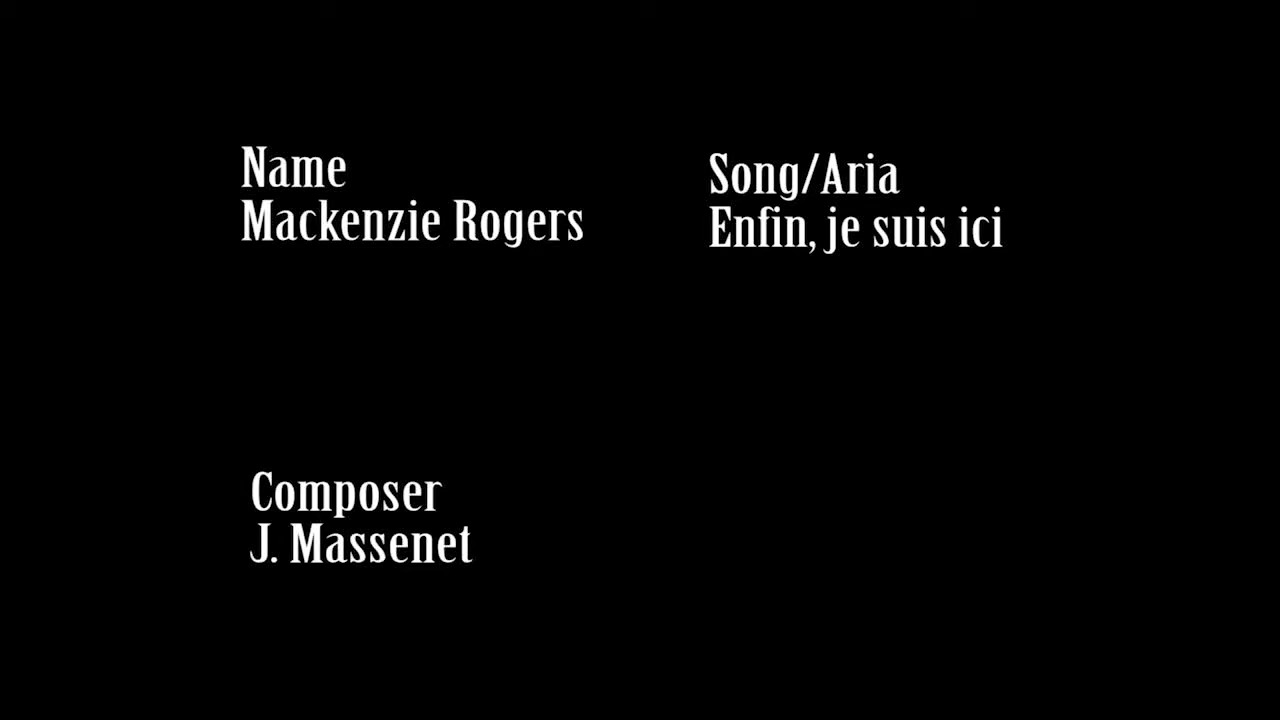 Name
Mackenzie Rogers
Song/Aria
Enfin, je suis ici
Composer
J. Massenet